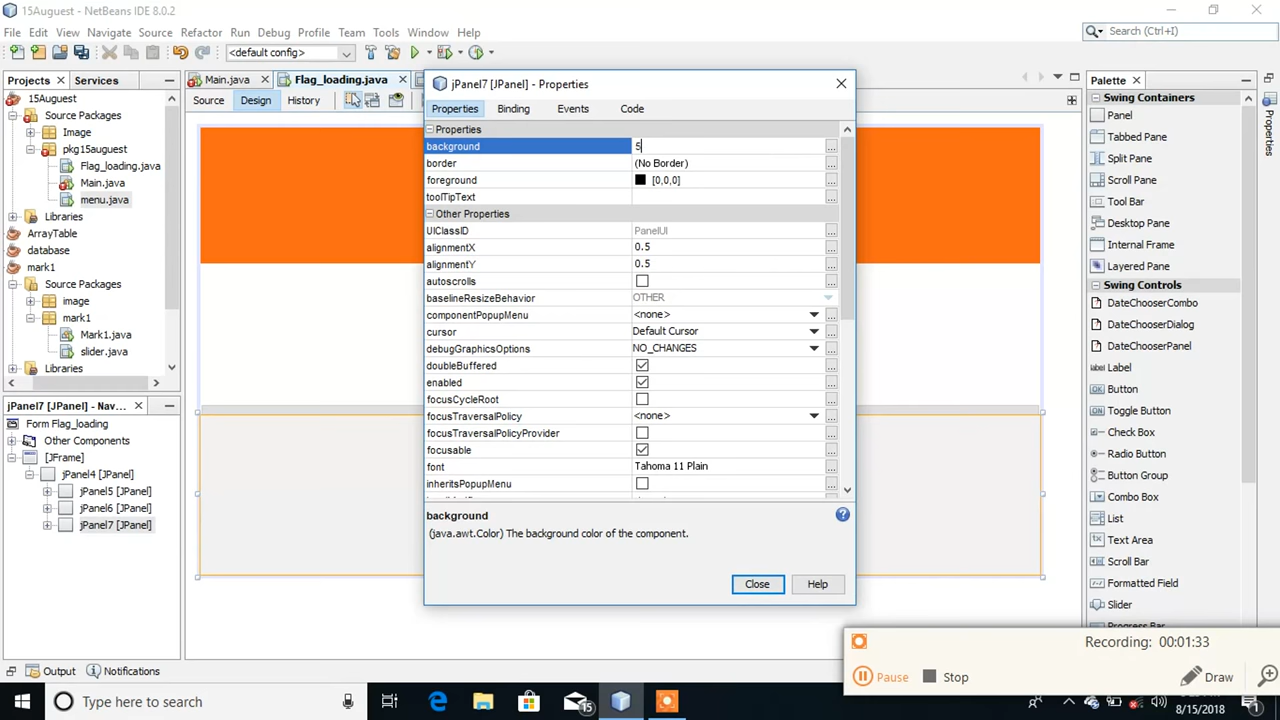 15Auguest - NetBeans IDE 8.0.2
File Edit View Navigate Source Refactor Run Debug Profile Team Tools Window Help
Search (Ctrl+I)
<default config>
Projects Services
Main.java Flag_loading.java
Source Design History
15Auguest
Source Packages
Image
pkg15auguest
Flag_loading.java
Main.java
menu.java
Libraries
ArrayTable
database
mark1
Source Packages
image
mark1
Mark1.java
slider.java
Libraries
jPanel7 [JPanel] - Nav...
Form Flag_loading
Other Components
[JFrame]
jPanel4 [JPanel]
jPanel5 [JPanel]
jPanel6 [JPanel]
jPanel7 [JPanel]
jPanel7 [JPanel] - Properties
Properties Binding Events Code
Properties
background 5
border (No Border)
foreground [0,0,0]
toolTipText
Other Properties
UIClassID PanelUI
alignmentX 0.5
alignmentY 0.5
autoscrolls
baselineResizeBehavior OTHER
componentPopupMenu <none>
cursor Default Cursor
debugGraphicsOptions NO_CHANGES
doubleBuffered
enabled
focusCycleRoot
focusTraversalPolicy <none>
focusTraversalPolicyProvider
focusable
font Tahoma 11 Plain
inheritsPopupMenu
background
(java.awt.Color) The background color of the component.
Close Help
Palette
Swing Containers
Panel
Tabbed Pane
Split Pane
Scroll Pane
Tool Bar
Desktop Pane
Internal Frame
Layered Pane
Swing Controls
DateChooserCombo
DateChooserDialog
DateChooserPanel
label Label
Button
Toggle Button
Check Box
Radio Button
Button Group
Combo Box
List
Text Area
Scroll Bar
Formatted Field
Slider
Progress Bar
Properties
Recording: 00:01:33
Pause Stop Draw
Output Notifications
Type here to search
15
8/15/2018
1